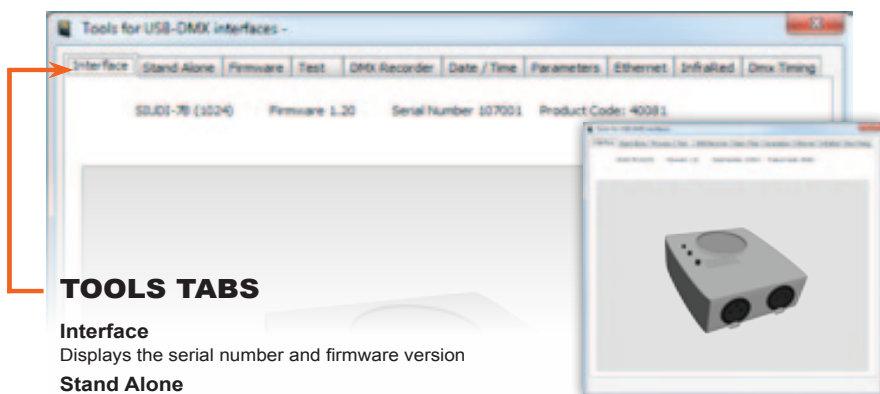 Tools for USB-DMX interfaces -
Interface Stand Alone Firmware Test DMX Recorder Date / Time Parameters Ethernet InfraRed Dmx Timing
SIUDI-7B (1024) Firmware 1.20 Serial Number 107001 Product Code: 40081
TOOLS TABS
Interface
Displays the serial number and firmware version
Stand Alone